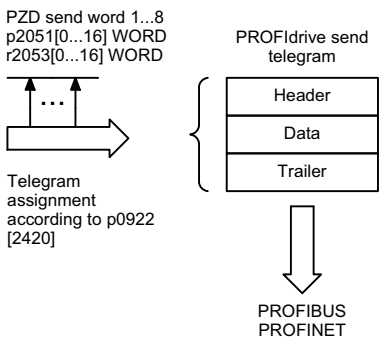 PZD send word 1...8
p2051[0...16] WORD
r2053[0...16] WORD
...
Telegram
assignment
according to p0922
[2420]
PROFIdrive send
telegram
Header
Data
Trailer
PROFIBUS
PROFINET